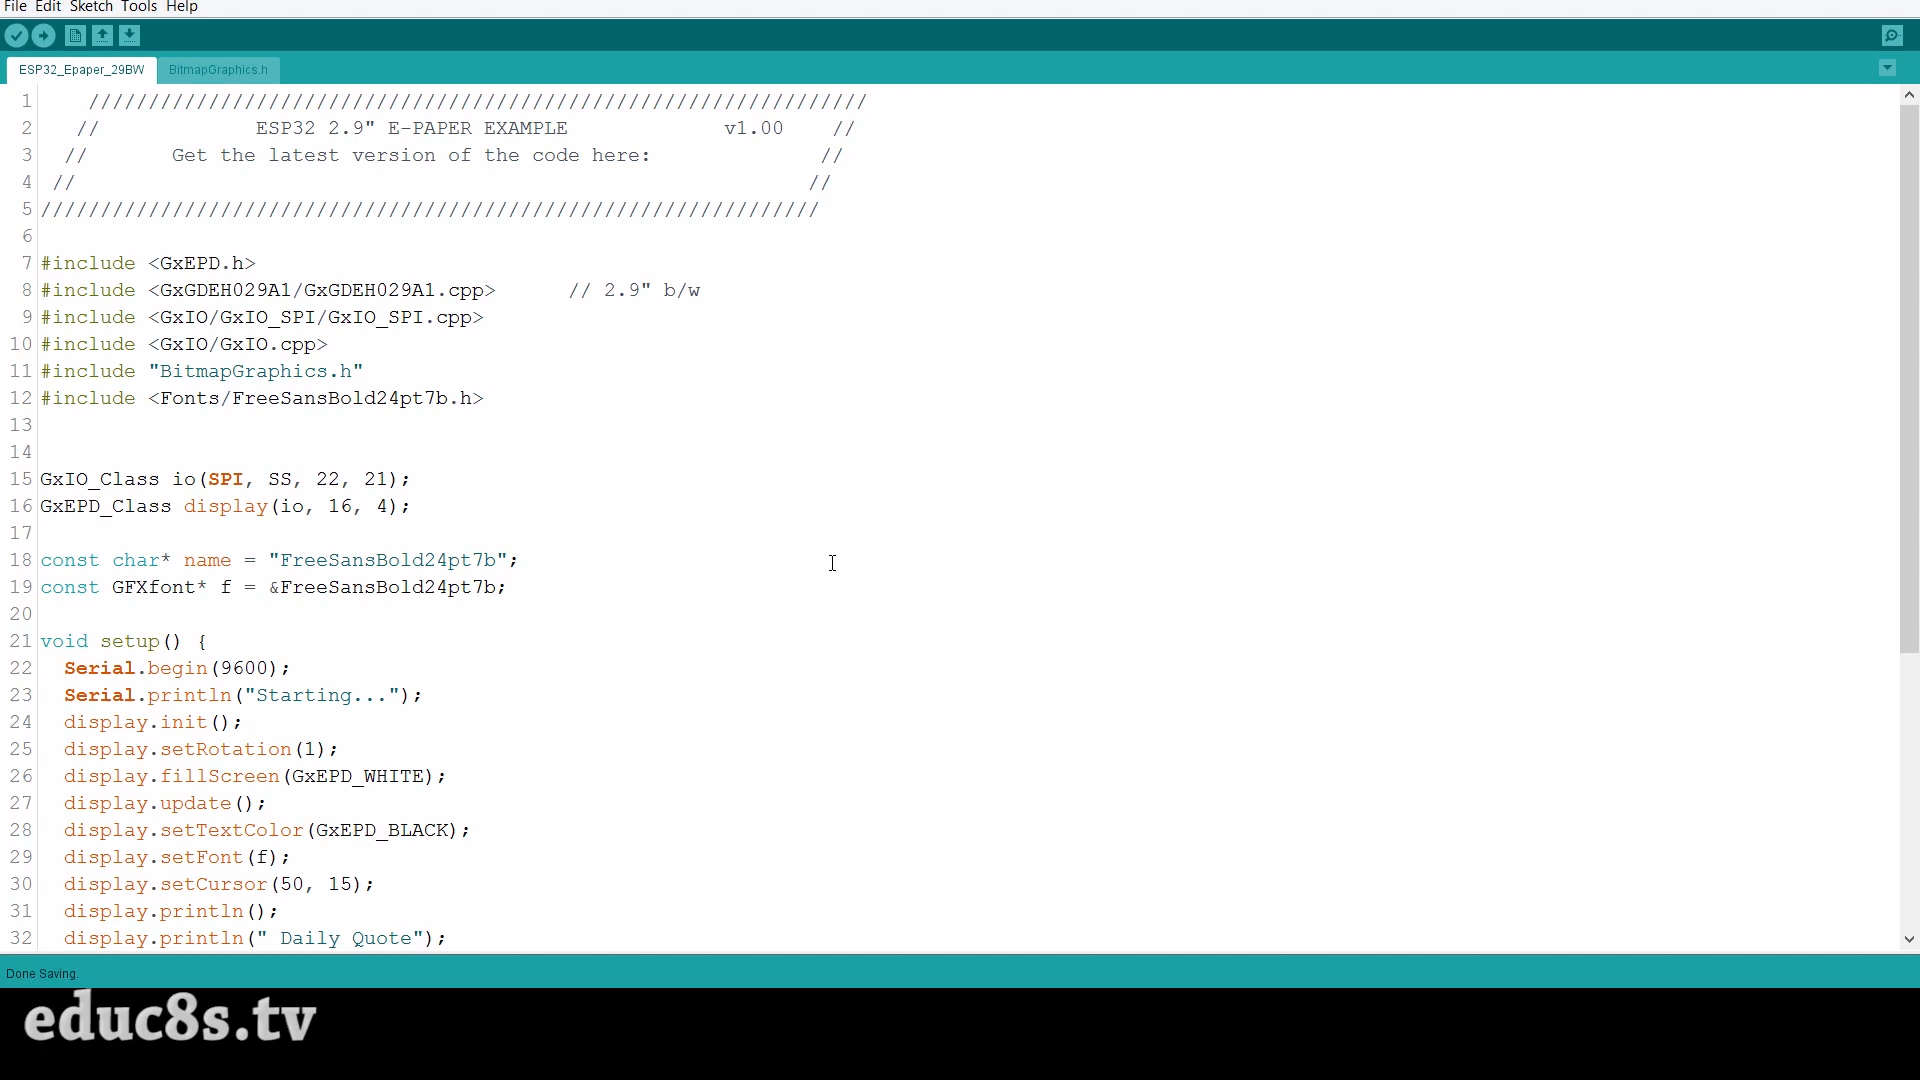 File Edit Sketch Tools Help
ESP32_Epaper_29BW BitmapGraphics.h
1 /////////////////////////////////////////////////////////////////
2 // ESP32 2.9" E-PAPER EXAMPLE v1.00 //
3 // Get the latest version of the code here: //
4 // //
5 /////////////////////////////////////////////////////////////////
6
7 #include <GxEPD.h>
8 #include <GxGDEH029A1/GxGDEH029A1.cpp> // 2.9" b/w
9 #include <GxIO/GxIO_SPI/GxIO_SPI.cpp>
10 #include <GxIO/GxIO.cpp>
11 #include "BitmapGraphics.h"
12 #include <Fonts/FreeSansBold24pt7b.h>
13
14
15 GxIO_Class io(SPI, SS, 22, 21);
16 GxEPD_Class display(io, 16, 4);
17
18 const char* name = "FreeSansBold24pt7b";
19 const GFXfont* f = &FreeSansBold24pt7b;
20
21 void setup() {
22 Serial.begin(9600);
23 Serial.println("Starting...");
24 display.init();
25 display.setRotation(1);
26 display.fillScreen(GxEPD_WHITE);
27 display.update();
28 display.setTextColor(GxEPD_BLACK);
29 display.setFont(f);
30 display.setCursor(50, 15);
31 display.println();
32 display.println(" Daily Quote");
Done Saving.
educ8s.tv